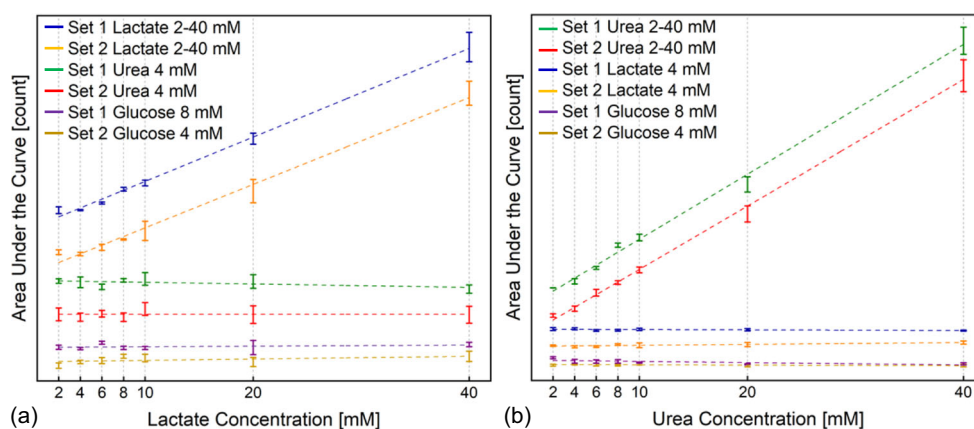 Set 1 Lactate 2-40 mM
Set 2 Lactate 2-40 mM
Set 1 Urea 4 mM
Set 2 Urea 4 mM
Set 1 Glucose 8 mM
Set 2 Glucose 4 mM
Area Under the Curve [count]
2 4 6 8 10 20 40
(a) Lactate Concentration [mM]
Set 1 Urea 2-40 mM
Set 2 Urea 2-40 mM
Set 1 Lactate 4 mM
Set 2 Lactate 4 mM
Set 1 Glucose 8 mM
Set 2 Glucose 4 mM
Area Under the Curve [count]
2 4 6 8 10 20 40
(b) Urea Concentration [mM]